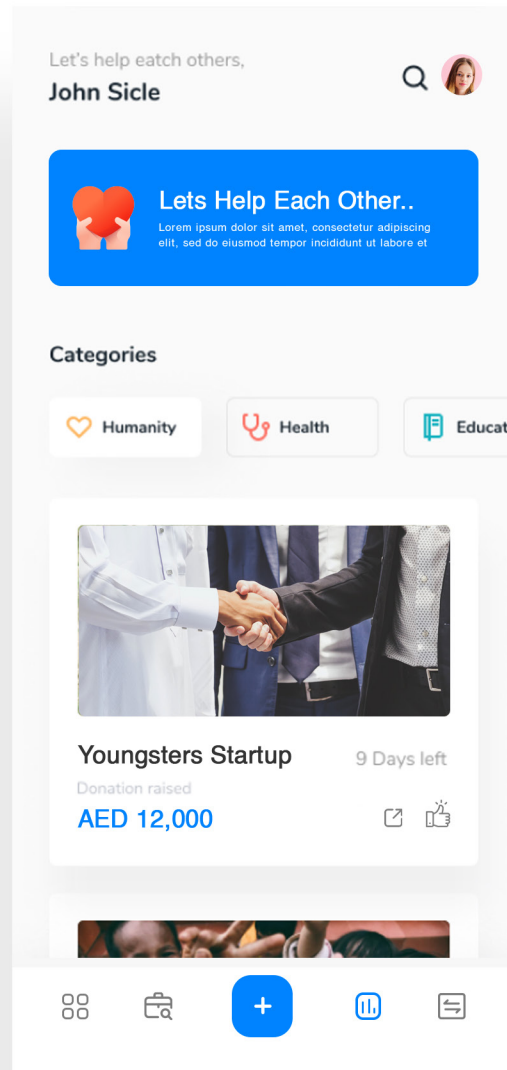 Let's help eatch others,
John Sicle
Lets Help Each Other..
Lorem ipsum dolor sit amet, consectetur adipiscing
elit, sed do eiusmod tempor incididunt ut labore et
Categories
Humanity
Health
Educat
Youngsters Startup
9 Days left
Donation raised
AED 12,000